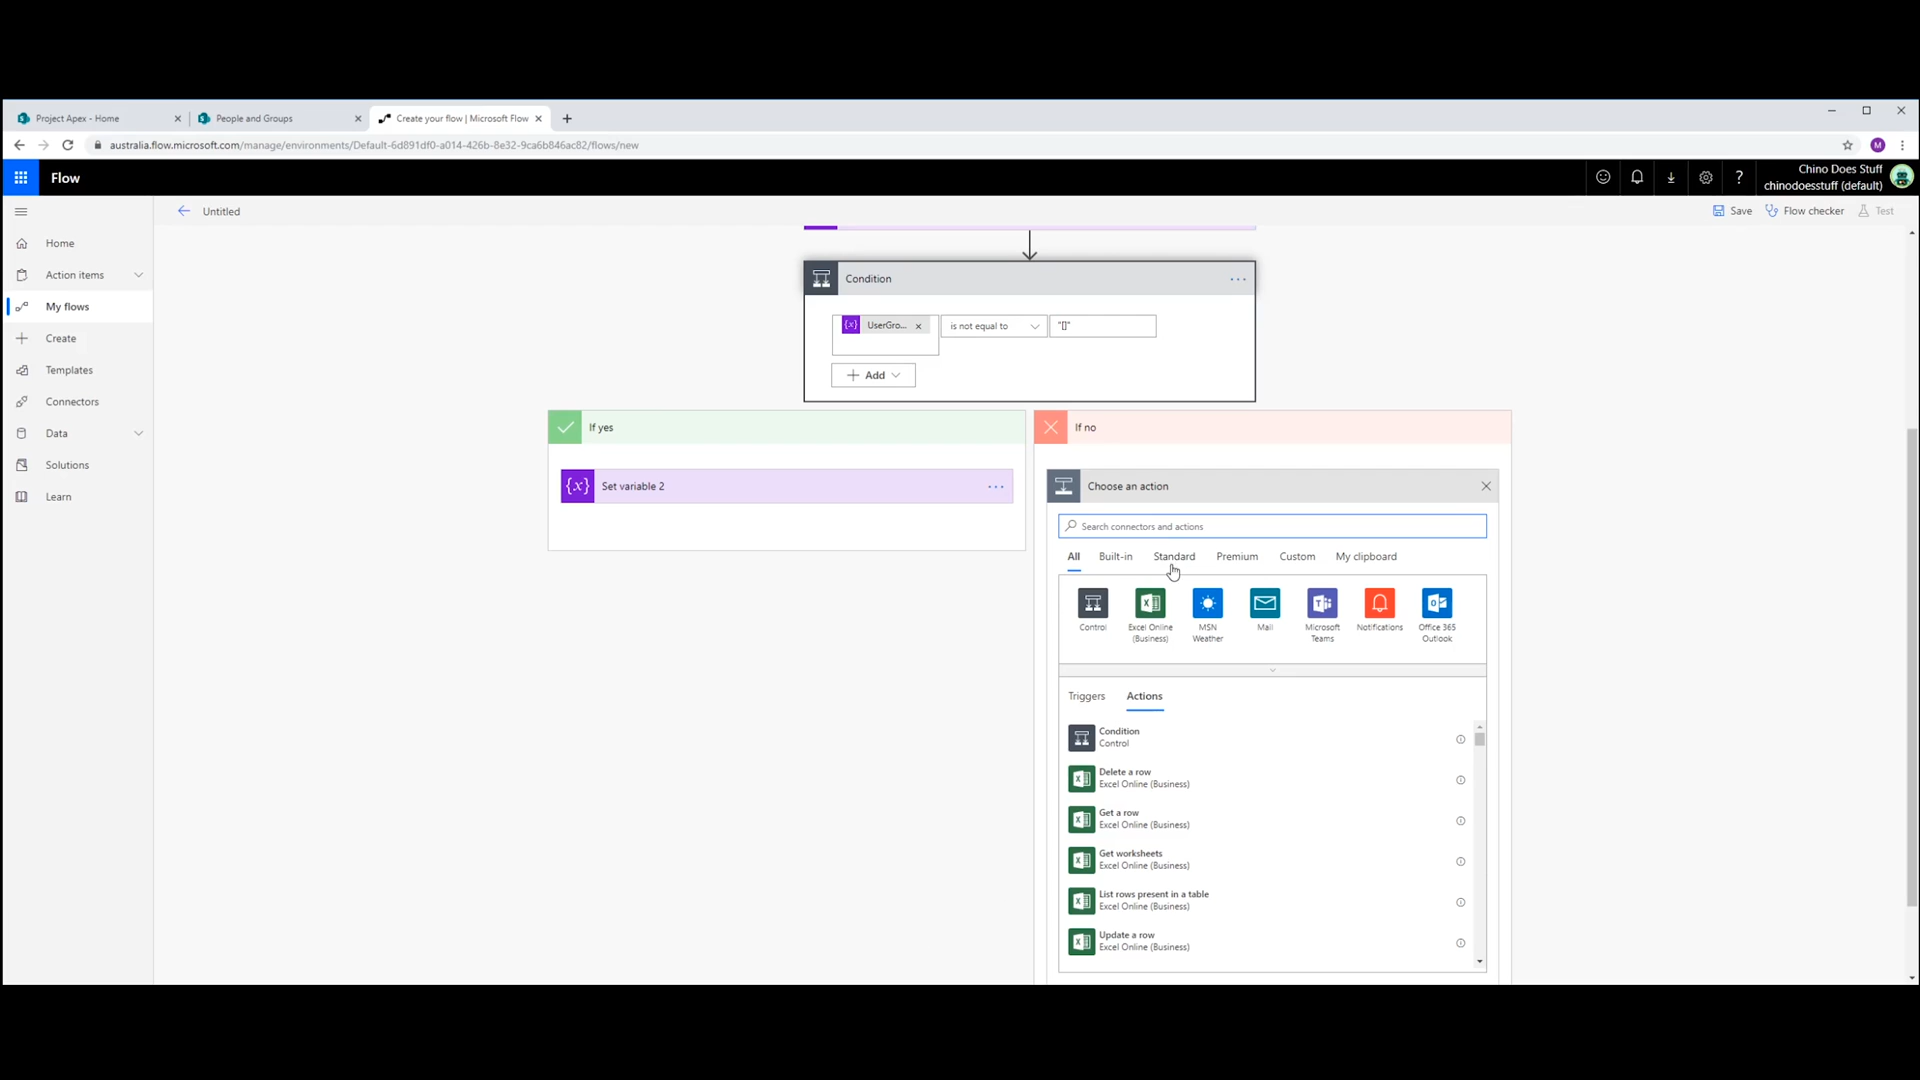 Project Apex - Home
People and Groups
Create your flow | Microsoft Flow
australia.flow.microsoft.com/manage/environments/Default-6d891df0-a014-426b-8e32-9ca6b846ac82/flows/new
M
Flow
?
Chino Does Stuff
chinodoesstuff (default)
Untitled
Save
Flow checker
Test
Home
Action items
My flows
Create
Templates
Connectors
Data
Solutions
Learn
Condition
{x} UserGro... ×
is not equal to
"[]"
+ Add
If yes
If no
{x} Set variable 2
Choose an action
Search connectors and actions
All Built-in Standard Premium Custom My clipboard
Control
Excel Online (Business)
MSN Weather
Mail
Microsoft Teams
Notifications
Office 365 Outlook
Triggers Actions
Condition
Control
Delete a row
Excel Online (Business)
Get a row
Excel Online (Business)
Get worksheets
Excel Online (Business)
List rows present in a table
Excel Online (Business)
Update a row
Excel Online (Business)